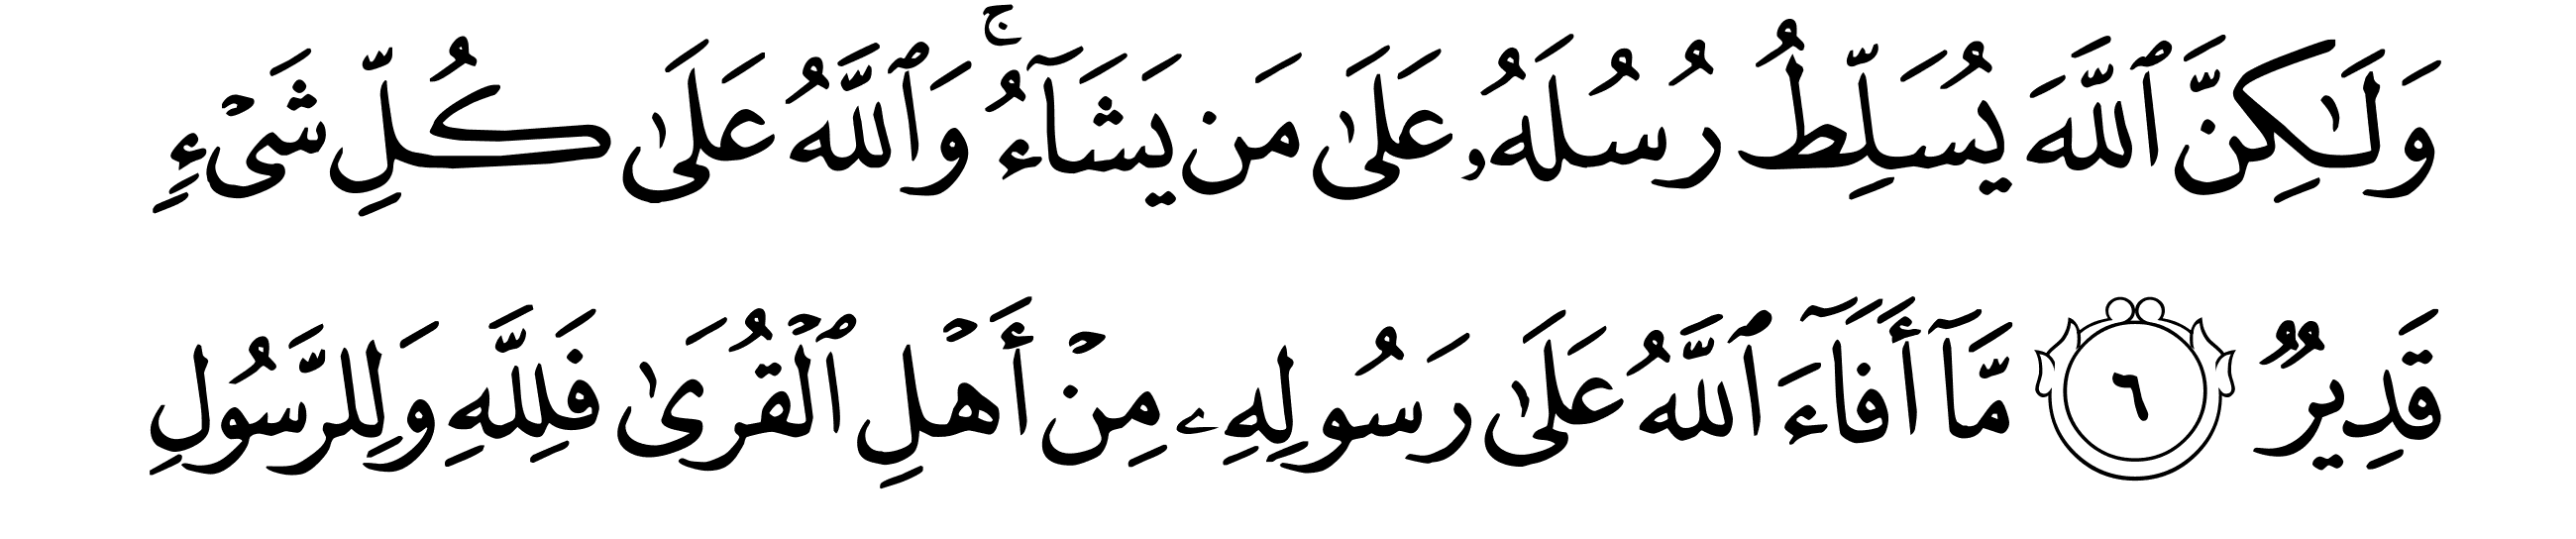 وَلَـٰكِنَّ ٱللَّهَ يُسَلِّطُ رُسُلَهُۥ عَلَىٰ مَن يَشَآءُ ۚ وَٱللَّهُ عَلَىٰ كُلِّ شَىْءٍ
قَدِيرٌ ٦ مَّآ أَفَآءَ ٱللَّهُ عَلَىٰ رَسُولِهِۦ مِنْ أَهْلِ ٱلْقُرَىٰ فَلِلَّهِ وَلِلرَّسُولِ